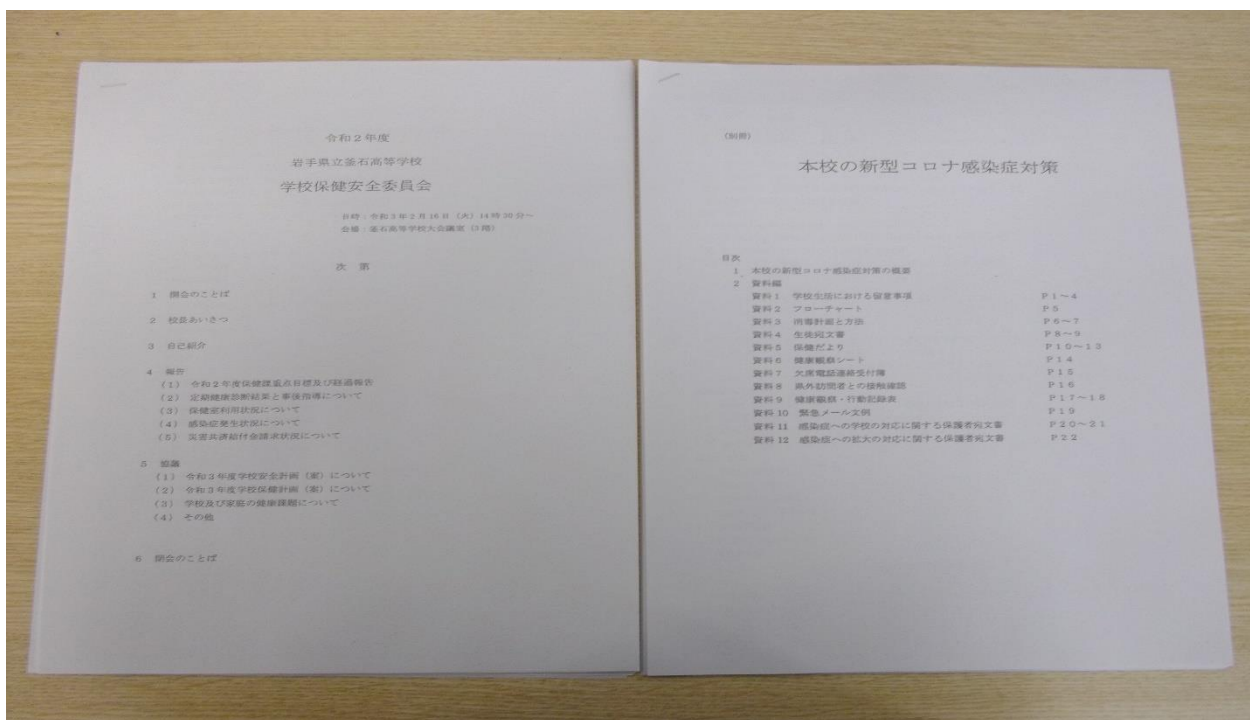 令和2年度
岩手県立釜石高等学校
学校保健安全委員会
日時：令和3年2月16日（火）14時30分～
会場：釜石高等学校大会議室（3階）
次 第
1 開会のことば
2 校長あいさつ
3 自己紹介
4 報告
（1） 令和2年度保健課重点目標及び経過報告
（2） 定期健康診断結果と事後指導について
（3） 保健室利用状況について
（4） 感染症発生状況について
（5） 災害共済給付金請求状況について
5 協議
（1） 令和3年度学校安全計画（案）について
（2） 令和3年度学校保健計画（案）について
（3） 学校及び家庭の健康課題について
（4） その他
6 閉会のことば
（別冊）
本校の新型コロナ感染症対策
目次
1 本校の新型コロナ感染症対策の概要
2 資料編
資料1 学校生活における留意事項 P1～4
資料2 フローチャート P5
資料3 消毒計画と方法 P6～7
資料4 生徒宛文書 P8～9
資料5 保健だより P10～13
資料6 健康観察シート P14
資料7 欠席電話連絡受付簿 P15
資料8 県外訪問者との接触確認 P16
資料9 健康観察・行動記録表 P17～18
資料10 緊急メール文例 P19
資料11 感染症への学校の対応に関する保護者宛文書 P20～21
資料12 感染症への拡大の対応に関する保護者宛文書 P22